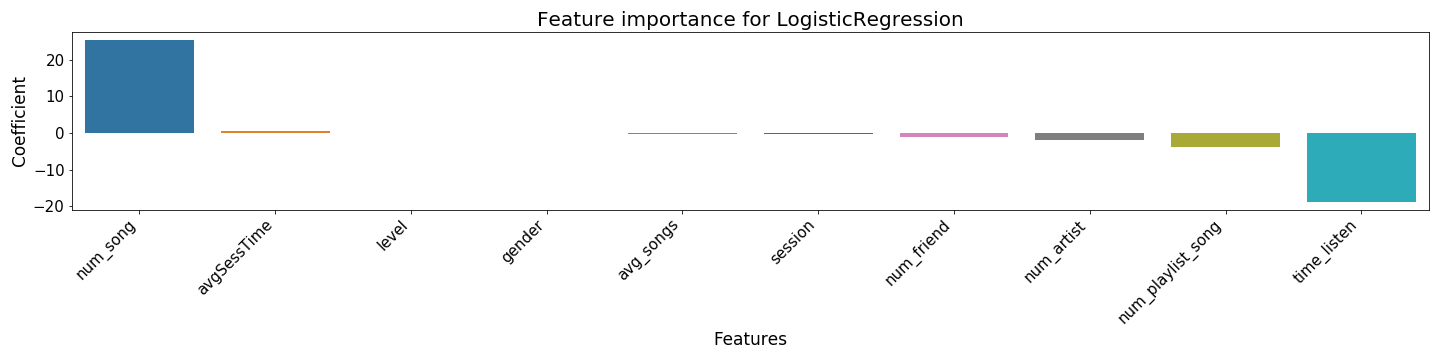 Feature importance for LogisticRegression
Coefficient
20
10
0
−10
−20
num_song
avgSessTime
level
gender
avg_songs
session
num_friend
num_artist
num_playlist_song
time_listen
Features